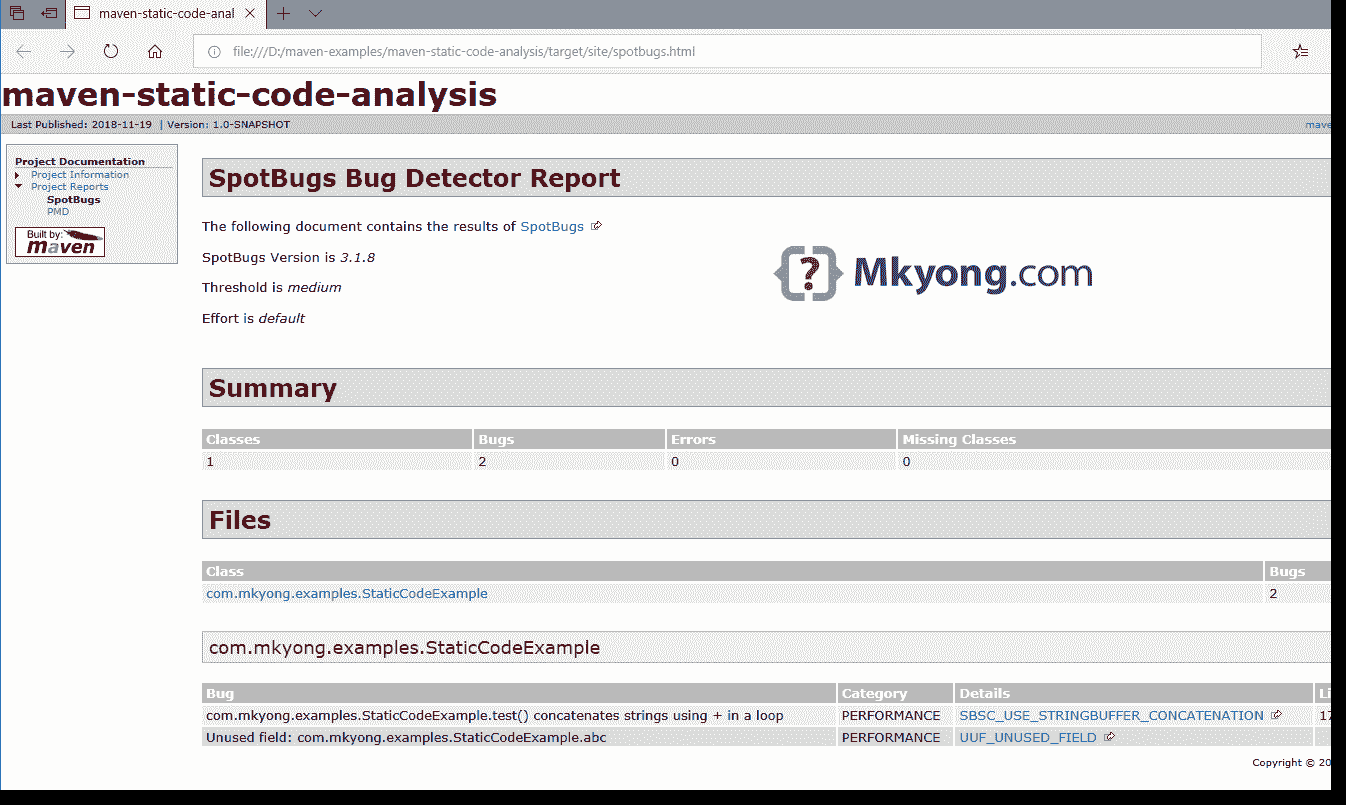 maven-static-code-anal
file:///D:/maven-examples/maven-static-code-analysis/target/site/spotbugs.html
maven-static-code-analysis
Last Published: 2018-11-19 | Version: 1.0-SNAPSHOT
mave
Project Documentation
Project Information
Project Reports
SpotBugs
PMD
Built by:
maven
SpotBugs Bug Detector Report
The following document contains the results of SpotBugs
SpotBugs Version is 3.1.8
Threshold is medium
Effort is default
{?} Mkyong.com
Summary
Classes Bugs Errors Missing Classes
1 2 0 0
Files
Class Bugs
com.mkyong.examples.StaticCodeExample 2
com.mkyong.examples.StaticCodeExample
Bug Category Details Li
com.mkyong.examples.StaticCodeExample.test() concatenates strings using + in a loop PERFORMANCE SBSC_USE_STRINGBUFFER_CONCATENATION 17
Unused field: com.mkyong.examples.StaticCodeExample.abc PERFORMANCE UUF_UNUSED_FIELD
Copyright © 20